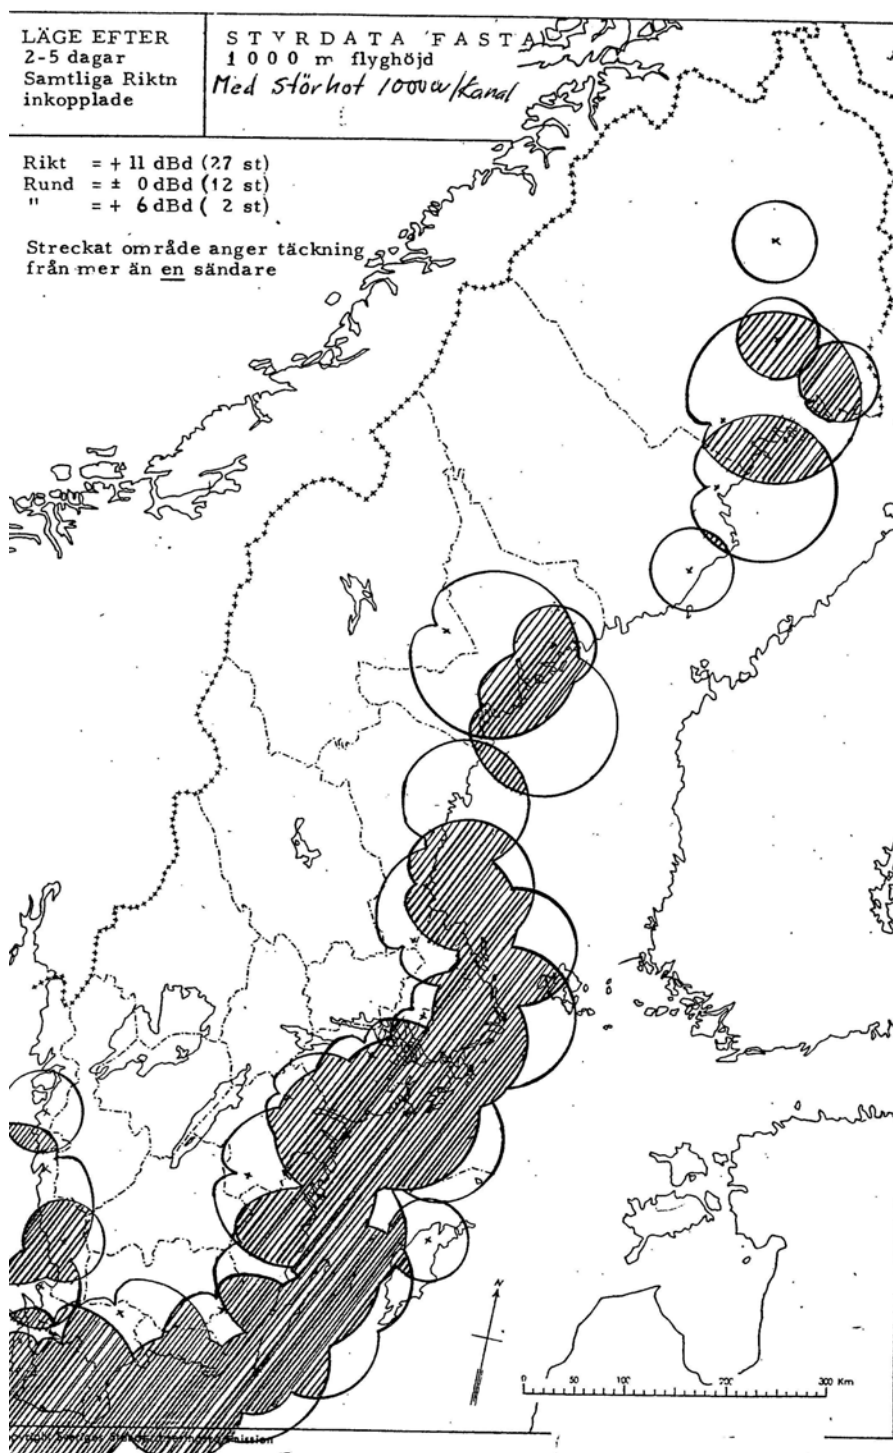 LÄGE EFTER
2-5 dagar
Samtliga Riktn
inkopplade
STYRDATA FASTA
1000 m flyghöjd
Med störhot 1000w/kanal
Rikt = + 11 dBd (27 st)
Rund = ± 0 dBd (12 st)
" = + 6 dBd ( 2 st)
Streckat område anger täckning
från mer än en sändare
N
0 50 100 200 300 Km